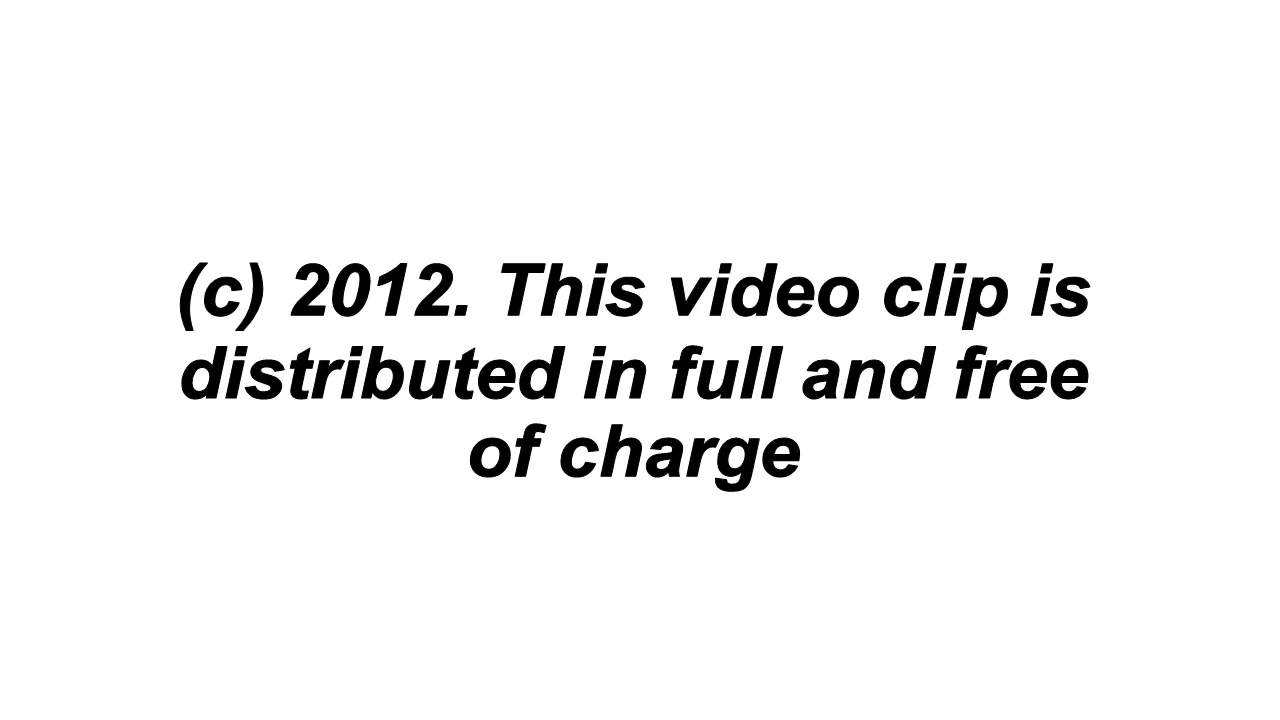 (c) 2012. This video clip is
distributed in full and free
of charge